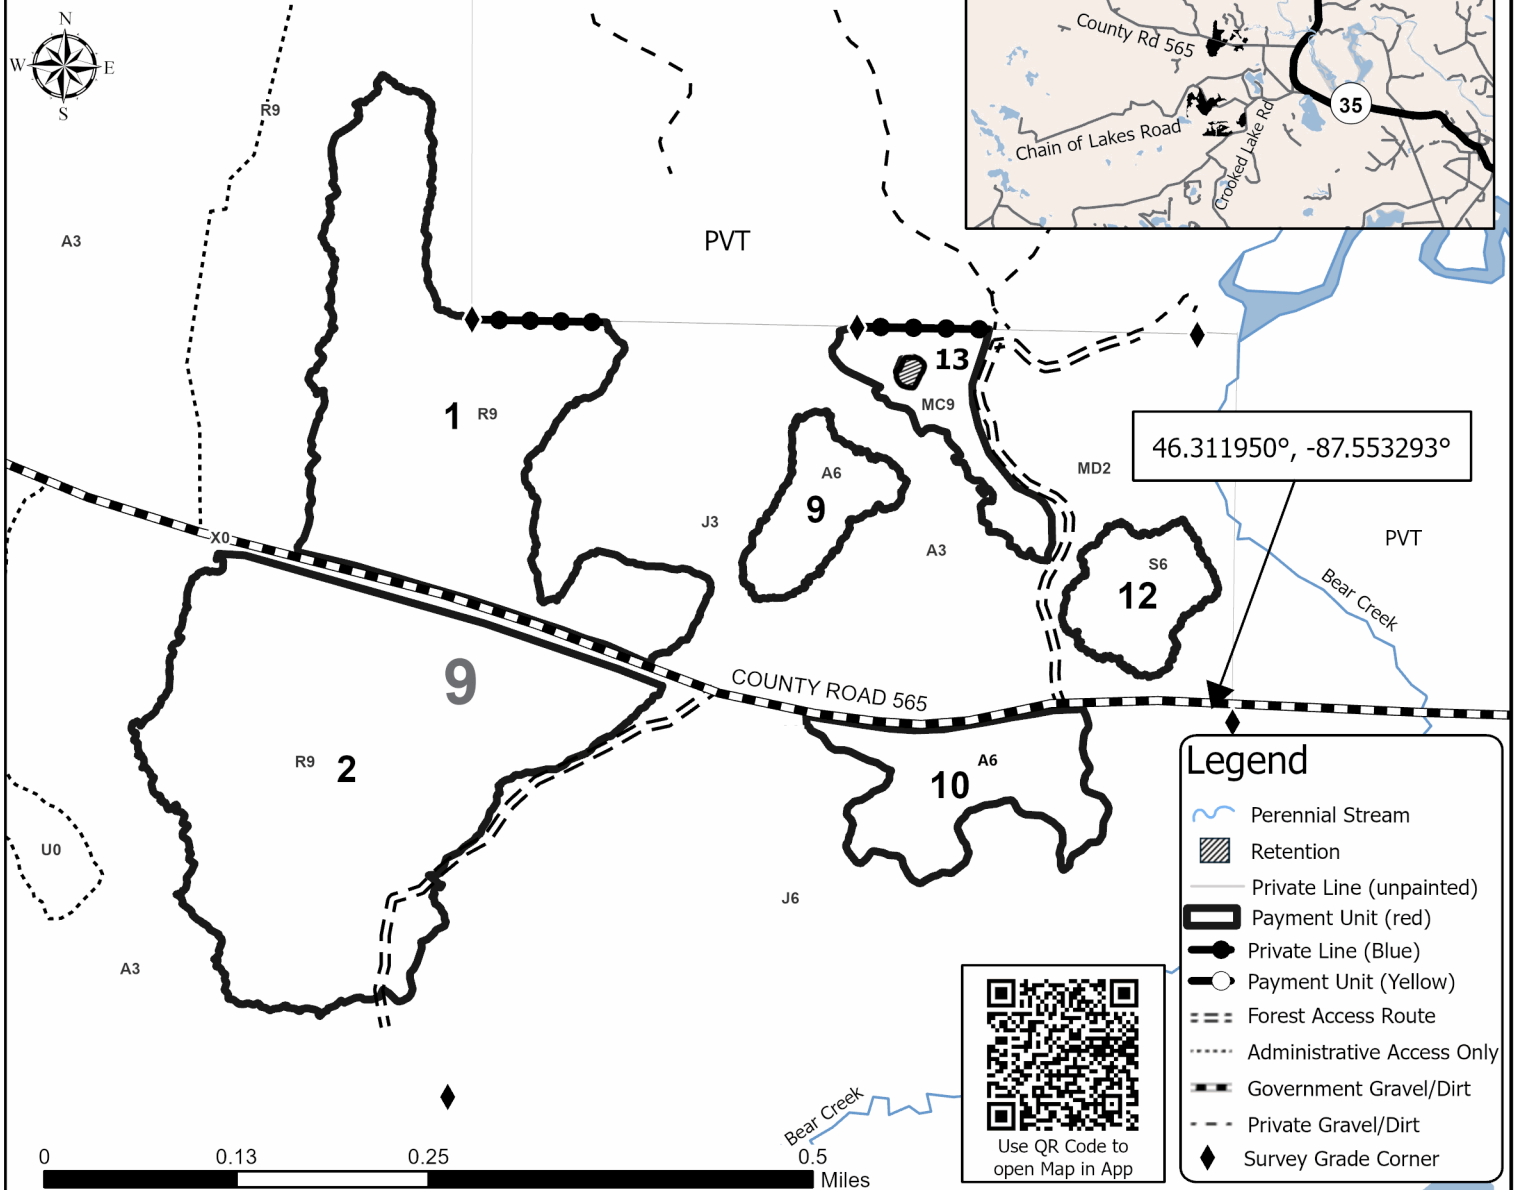 N
W
E
S
County Rd 565
35
Chain of Lakes Road
Crooked Lake Rd
R9
A3
PVT
13
MC9
1
R9
46.311950°, -87.553293°
MD2
A6
9
J3
X0
A3
PVT
S6
12
Bear Creek
9
COUNTY ROAD 565
R9
2
A6
10
U0
J6
A3
Legend
Perennial Stream
Retention
Private Line (unpainted)
Payment Unit (red)
Private Line (Blue)
Payment Unit (Yellow)
Forest Access Route
Administrative Access Only
Government Gravel/Dirt
Private Gravel/Dirt
Survey Grade Corner
Bear Creek
Use QR Code to
open Map in App
0
0.13
0.25
0.5
Miles